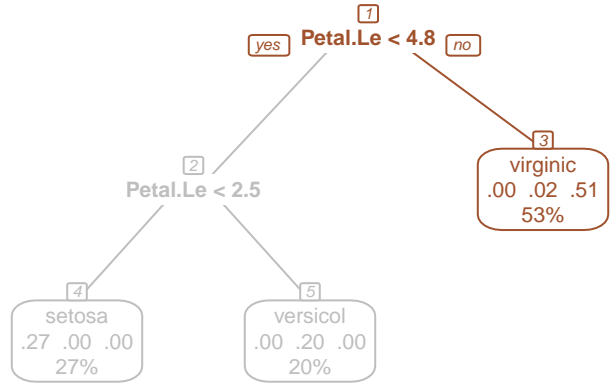 1
yes Petal.Le < 4.8 no
2
Petal.Le < 2.5
3
virginic
.00 .02 .51
53%
4
setosa
.27 .00 .00
27%
5
versicol
.00 .20 .00
20%